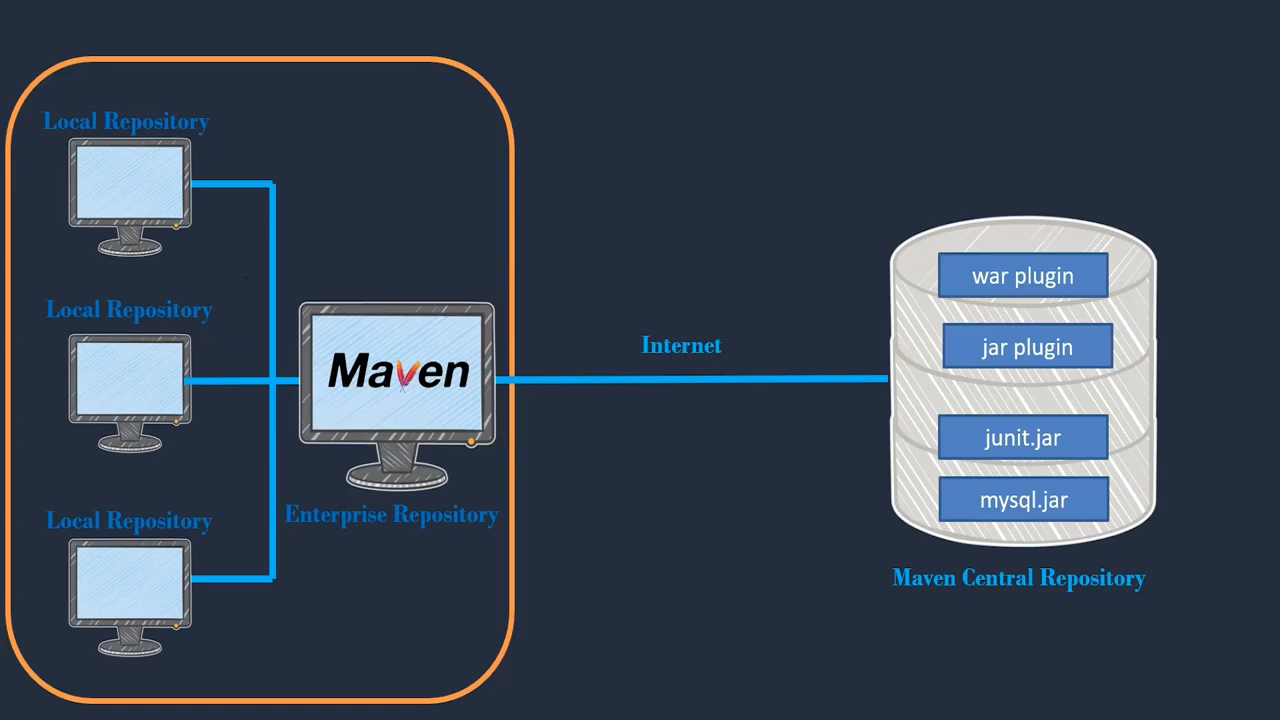 Local Repository
Local Repository
Maven
Internet
Local Repository
Enterprise Repository
war plugin
jar plugin
junit.jar
mysql.jar
Maven Central Repository